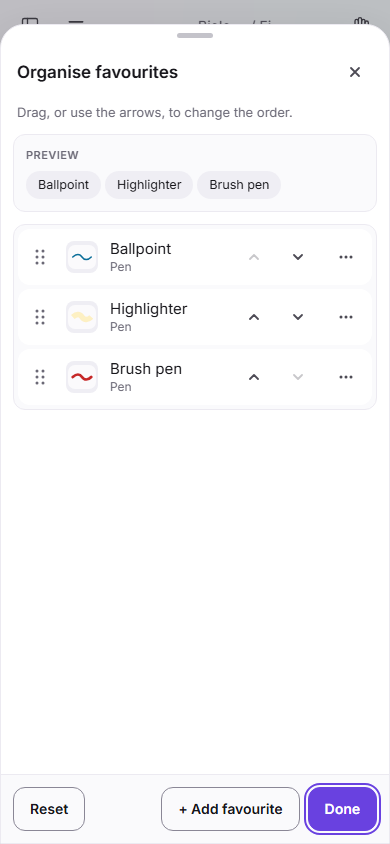 Organise favourites
Drag, or use the arrows, to change the order.
PREVIEW
Ballpoint Highlighter Brush pen
Ballpoint
Pen
Highlighter
Pen
Brush pen
Pen
Reset + Add favourite Done